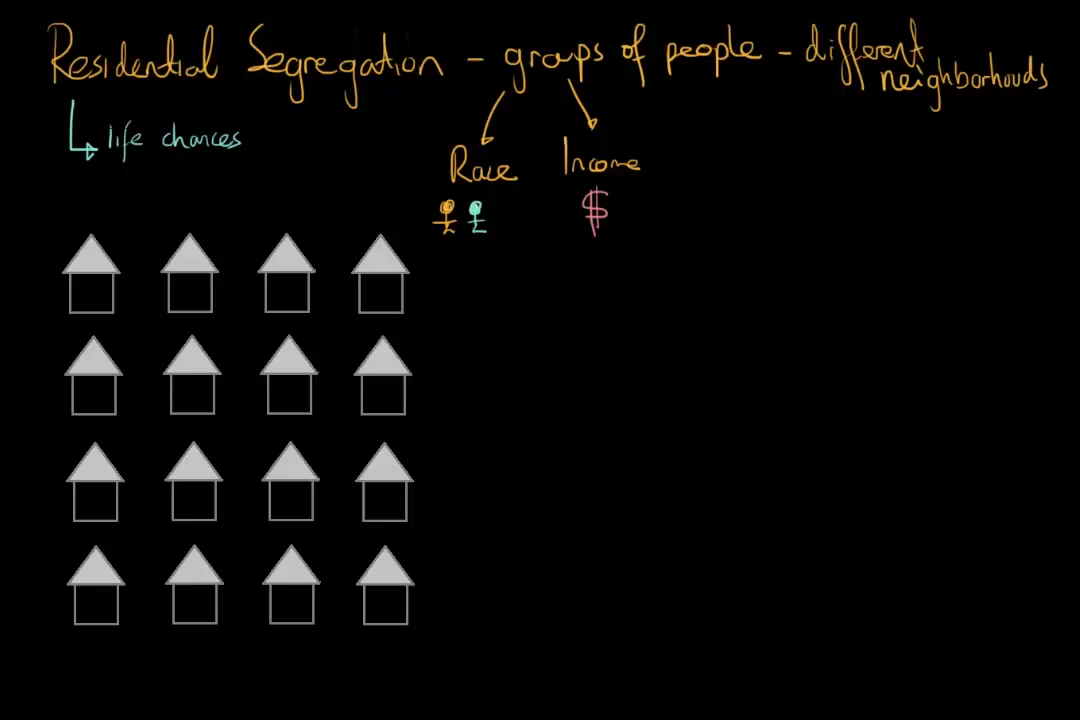 Residential Segregation - groups of people - different
neighborhoods
life chances
Race
Income
$